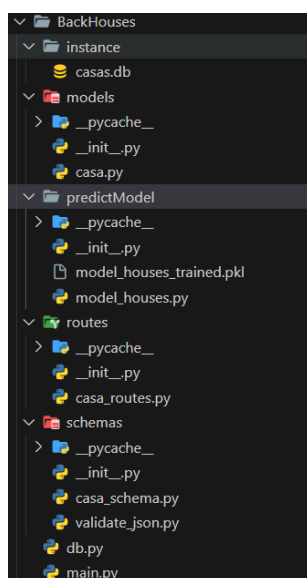 BackHouses
instance
casas.db
models
__pycache__
__init__.py
casa.py
predictModel
__pycache__
__init__.py
model_houses_trained.pkl
model_houses.py
routes
__pycache__
__init__.py
casa_routes.py
schemas
__pycache__
__init__.py
casa_schema.py
validate_json.py
db.py
main.py